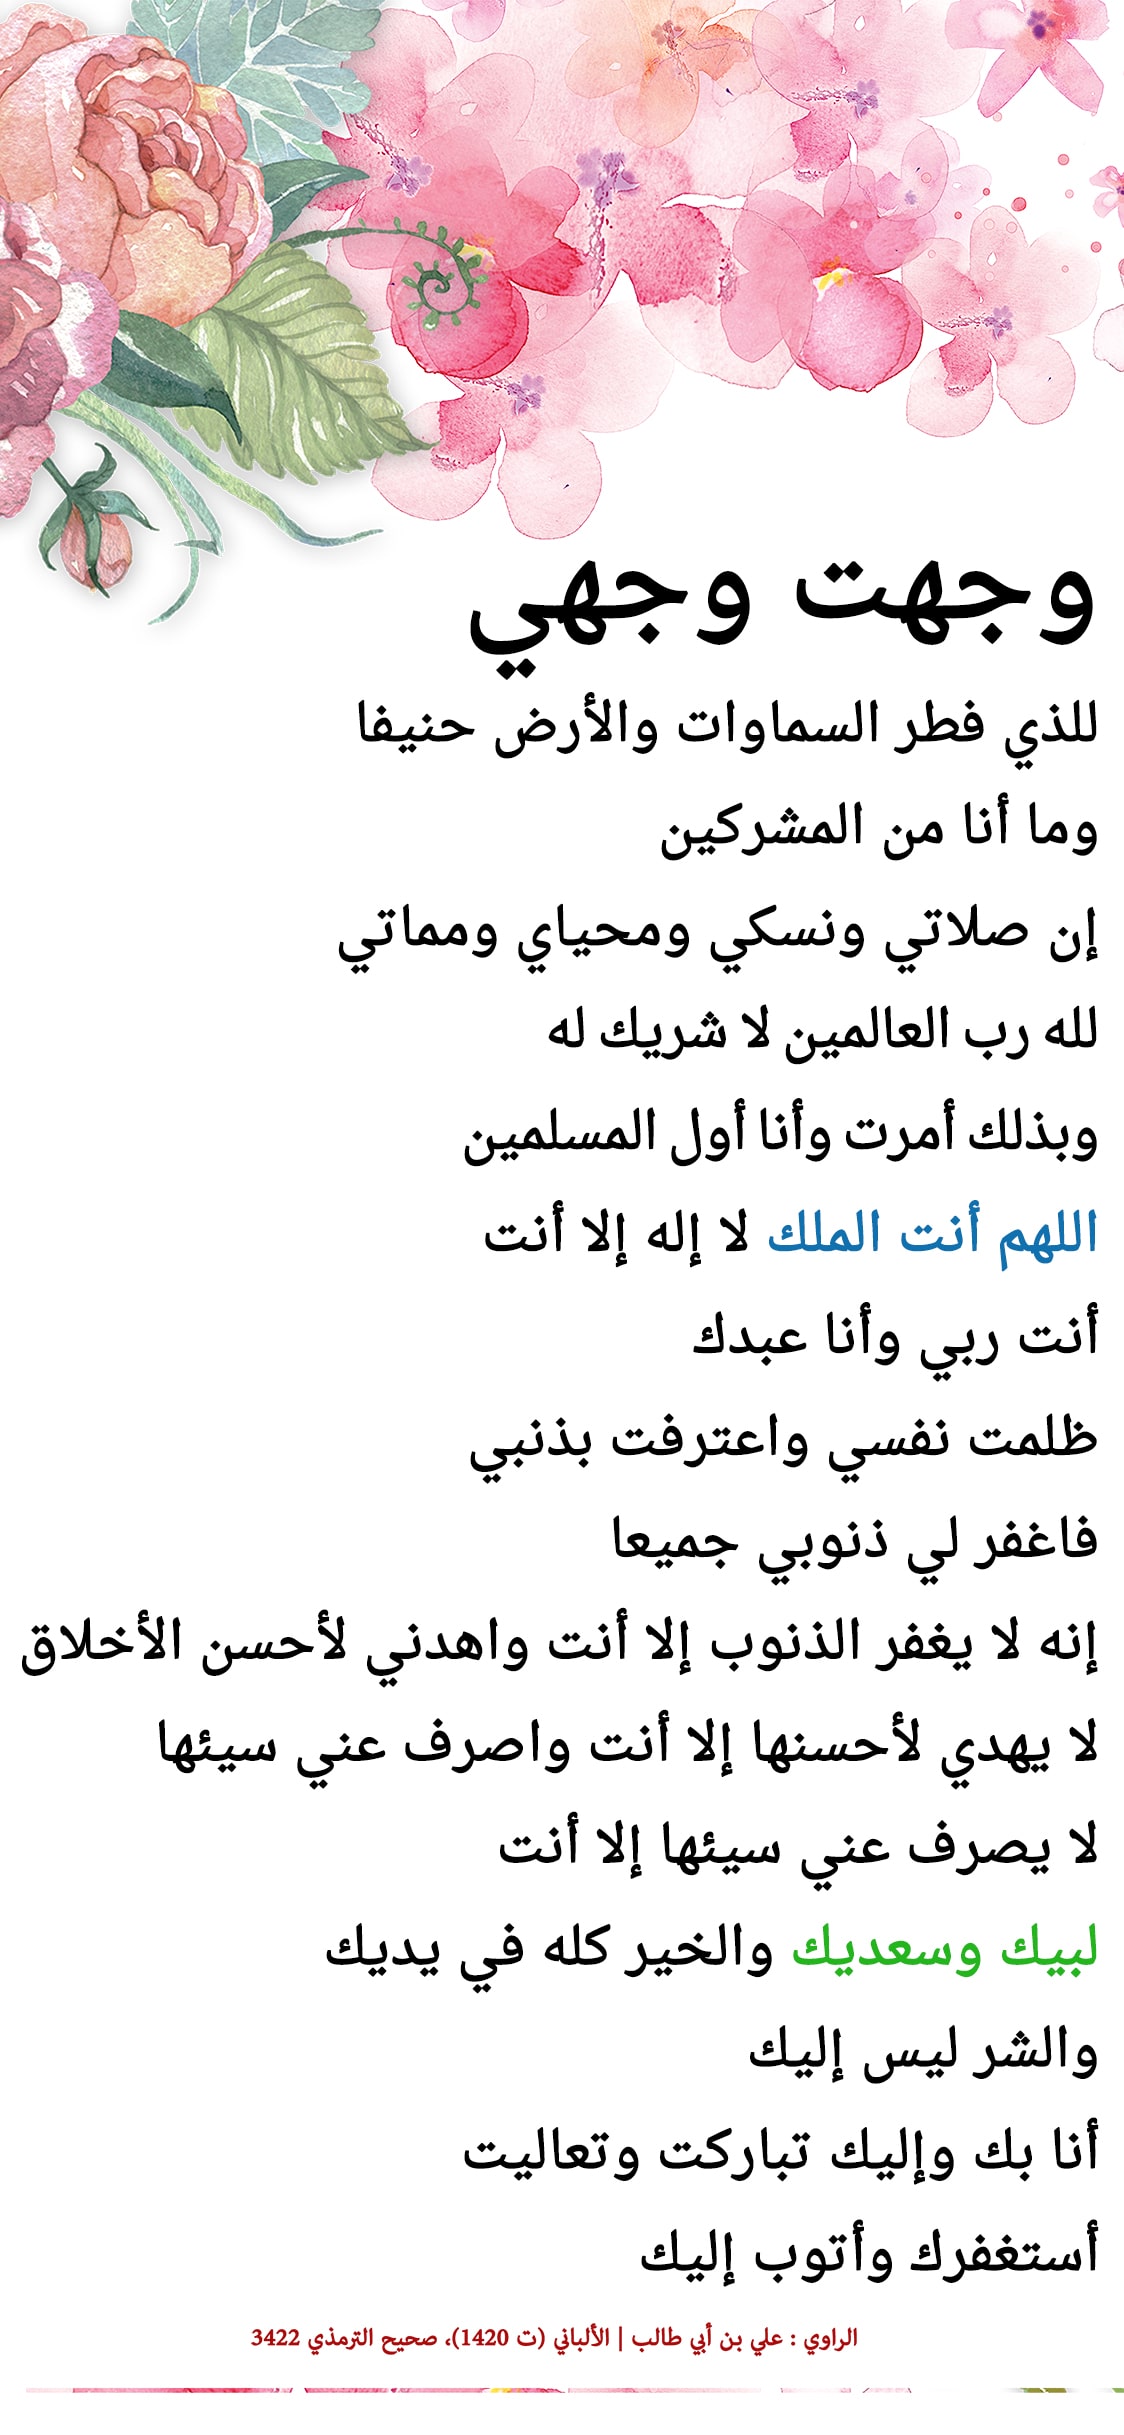 وجهت وجهي
للذي فطر السماوات والأرض حنيفا
وما أنا من المشركين
إن صلاتي ونسكي ومحياي ومماتي
لله رب العالمين لا شريك له
وبذلك أمرت وأنا أول المسلمين
اللهم أنت الملك لا إله إلا أنت
أنت ربي وأنا عبدك
ظلمت نفسي واعترفت بذنبي
فاغفر لي ذنوبي جميعا
إنه لا يغفر الذنوب إلا أنت واهدني لأحسن الأخلاق
لا يهدي لأحسنها إلا أنت واصرف عني سيئها
لا يصرف عني سيئها إلا أنت
لبيك وسعديك والخير كله في يديك
والشر ليس إليك
أنا بك وإليك تباركت وتعاليت
أستغفرك وأتوب إليك
الراوي : علي بن أبي طالب | الألباني (ت 1420)، صحيح الترمذي 3422